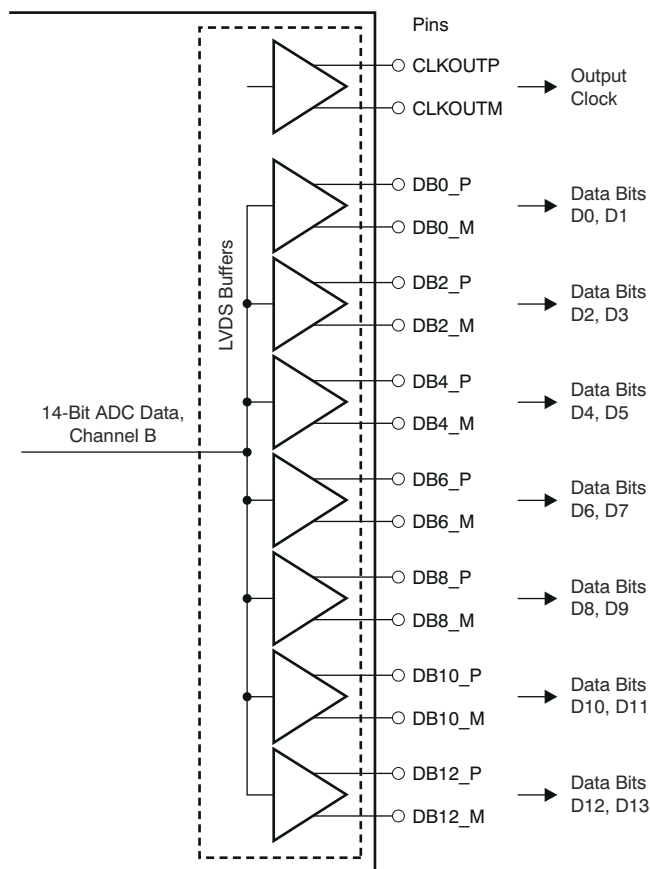 Pins
CLKOUTP
CLKOUTM
Output
Clock
LVDS Buffers
DB0_P
DB0_M
Data Bits
D0, D1
DB2_P
DB2_M
Data Bits
D2, D3
DB4_P
DB4_M
Data Bits
D4, D5
14-Bit ADC Data,
Channel B
DB6_P
DB6_M
Data Bits
D6, D7
DB8_P
DB8_M
Data Bits
D8, D9
DB10_P
DB10_M
Data Bits
D10, D11
DB12_P
DB12_M
Data Bits
D12, D13